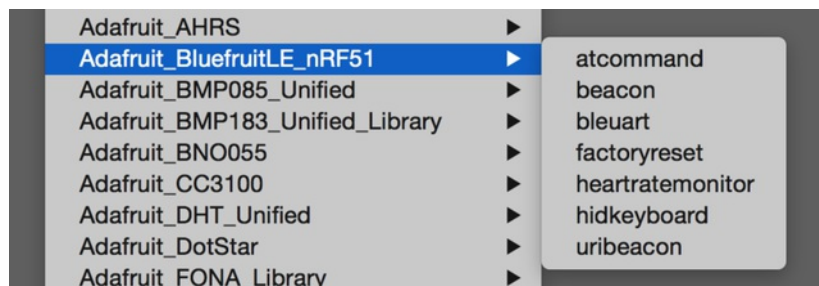 Adafruit_AHRS
Adafruit_BluefruitLE_nRF51
Adafruit_BMP085_Unified
Adafruit_BMP183_Unified_Library
Adafruit_BNO055
Adafruit_CC3100
Adafruit_DHT_Unified
Adafruit_DotStar
Adafruit_FONA_Library
atcommand
beacon
bleuart
factoryreset
heartratemonitor
hidkeyboard
uribeacon